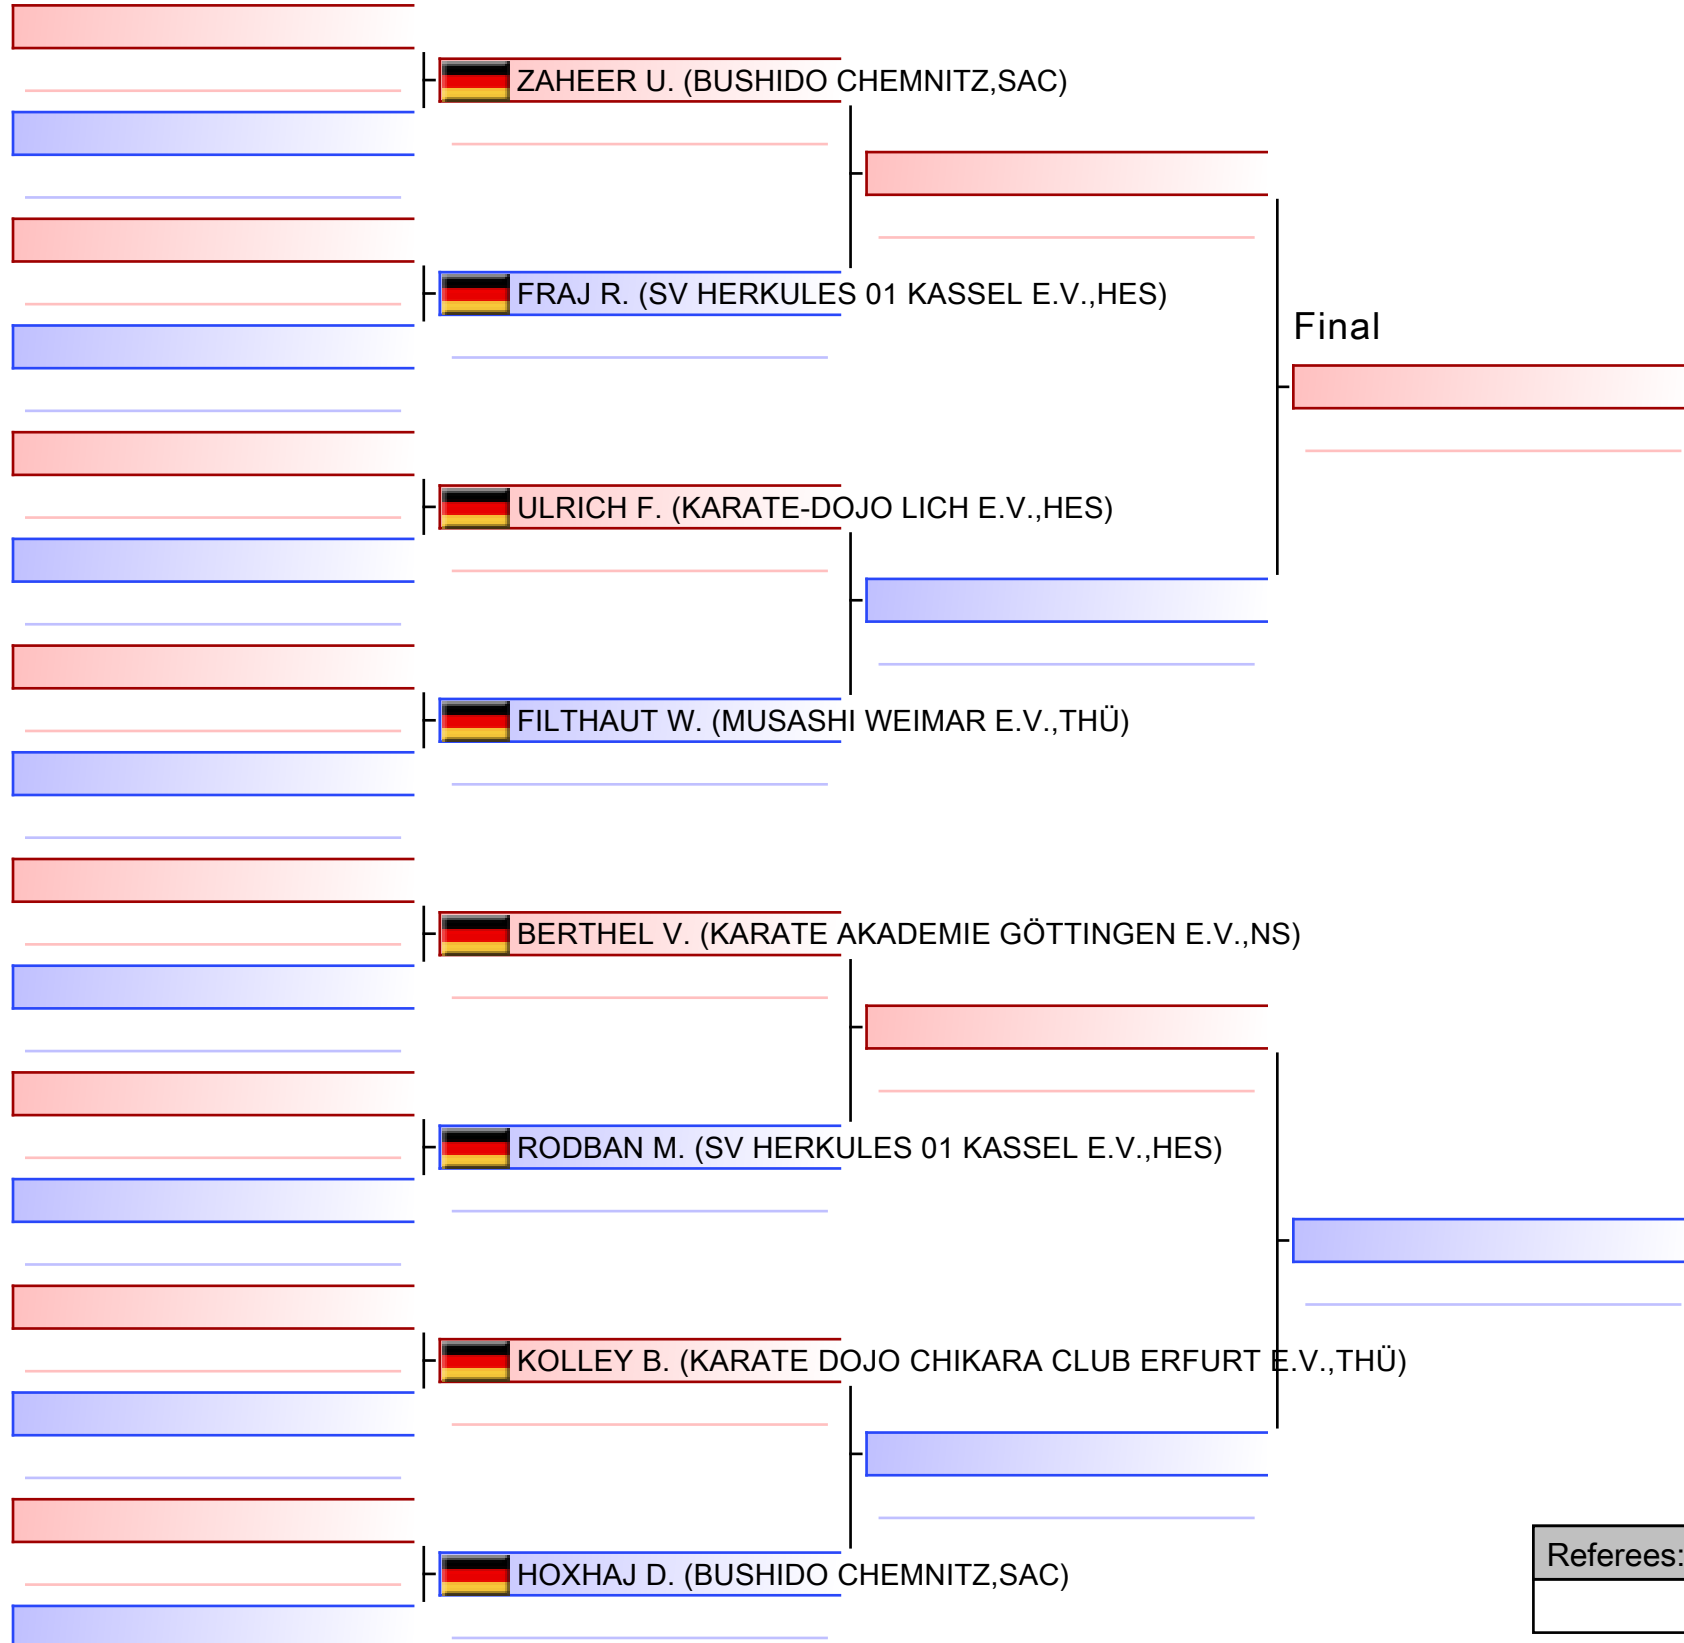 ZAHEER U. (BUSHIDO CHEMNITZ,SAC)
FRAJ R. (SV HERKULES 01 KASSEL E.V.,HES)
Final
ULRICH F. (KARATE-DOJO LICH E.V.,HES)
FILTHAUT W. (MUSASHI WEIMAR E.V.,THÜ)
BERTHEL V. (KARATE AKADEMIE GÖTTINGEN E.V.,NS)
RODBAN M. (SV HERKULES 01 KASSEL E.V.,HES)
KOLLEY B. (KARATE DOJO CHIKARA CLUB ERFURT E.V.,THÜ)
HOXHAJ D. (BUSHIDO CHEMNITZ,SAC)
Referees: